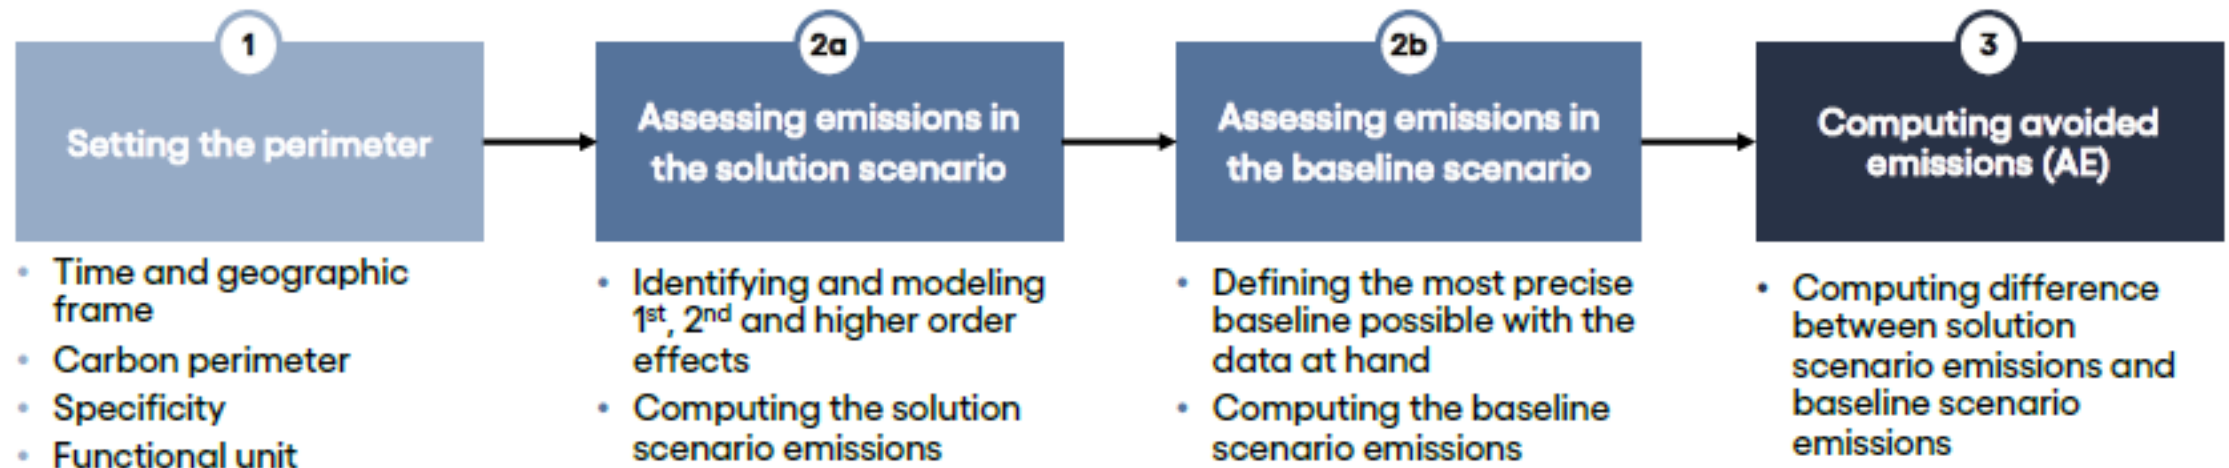 1
Setting the perimeter
• Time and geographic
frame
• Carbon perimeter
• Specificity
• Functional unit
2a
Assessing emissions in
the solution scenario
• Identifying and modeling
1st, 2nd and higher order
effects
• Computing the solution
scenario emissions
2b
Assessing emissions in
the baseline scenario
• Defining the most precise
baseline possible with the
data at hand
• Computing the baseline
scenario emissions
3
Computing avoided
emissions (AE)
• Computing difference
between solution
scenario emissions and
baseline scenario
emissions